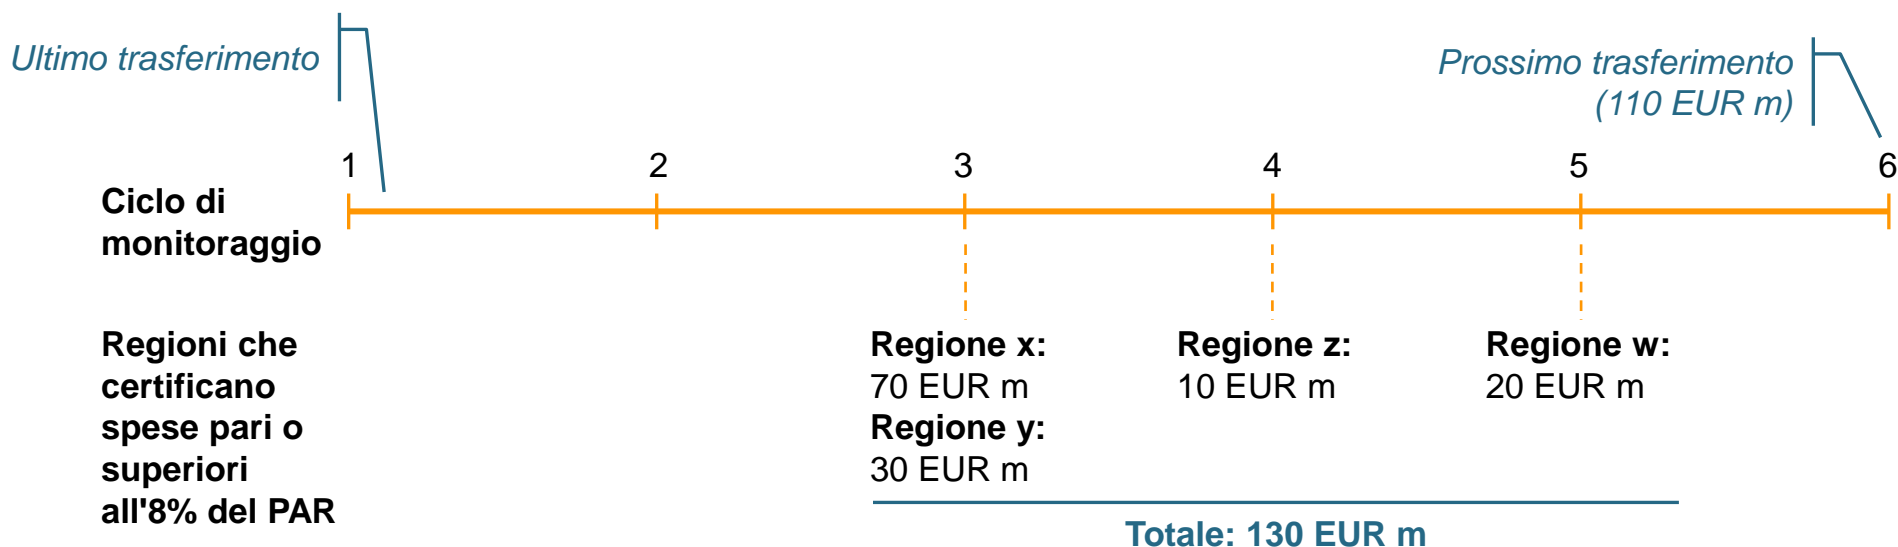 Ultimo trasferimento
Prossimo trasferimento
(110 EUR m)
1 2 3 4 5 6
Ciclo di
monitoraggio
Regioni che
certificano
spese pari o
superiori
all'8% del PAR
Regione x:
70 EUR m
Regione y:
30 EUR m
Regione z:
10 EUR m
Regione w:
20 EUR m
Totale: 130 EUR m